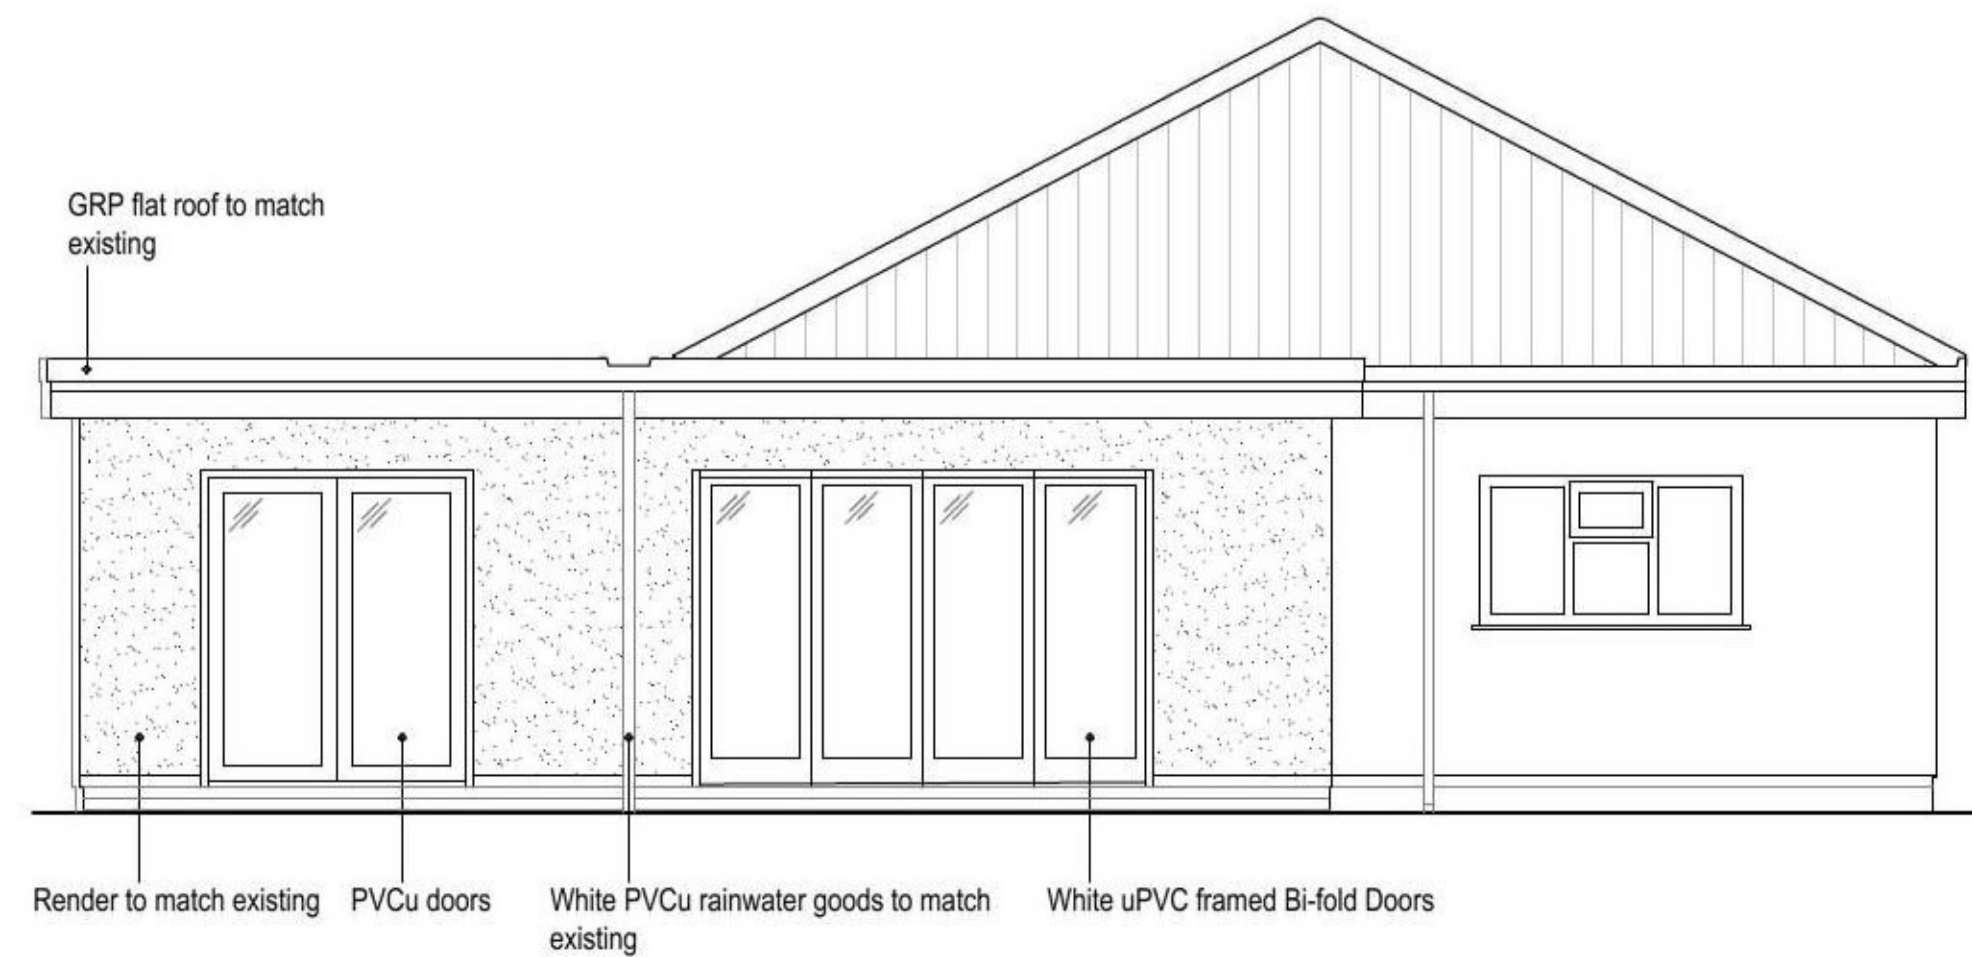 GRP flat roof to match
existing
Render to match existing
PVCu doors
White PVCu rainwater goods to match
existing
White uPVC framed Bi-fold Doors